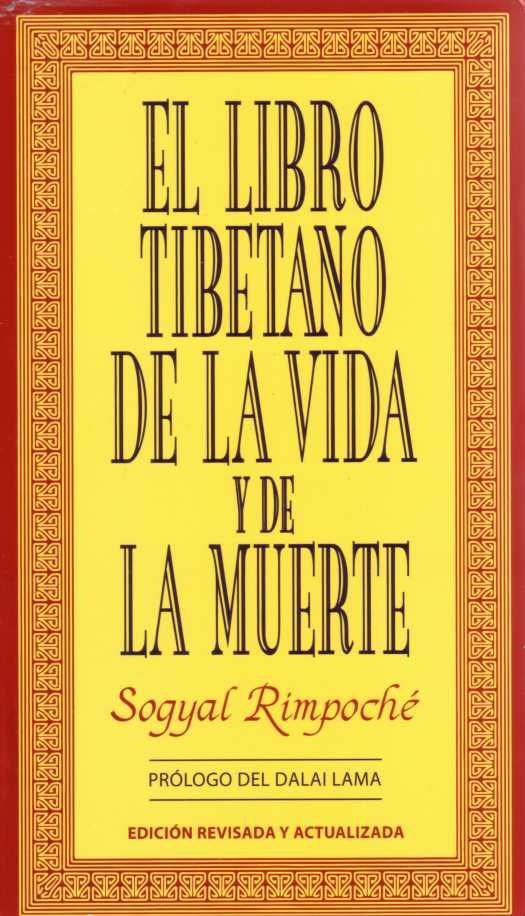 EL LIBRO
TIBETANO
DE LA VIDA
Y DE
LA MUERTE
Sogyal Rimpoché
PRÓLOGO DEL DALAI LAMA
EDICIÓN REVISADA Y ACTUALIZADA